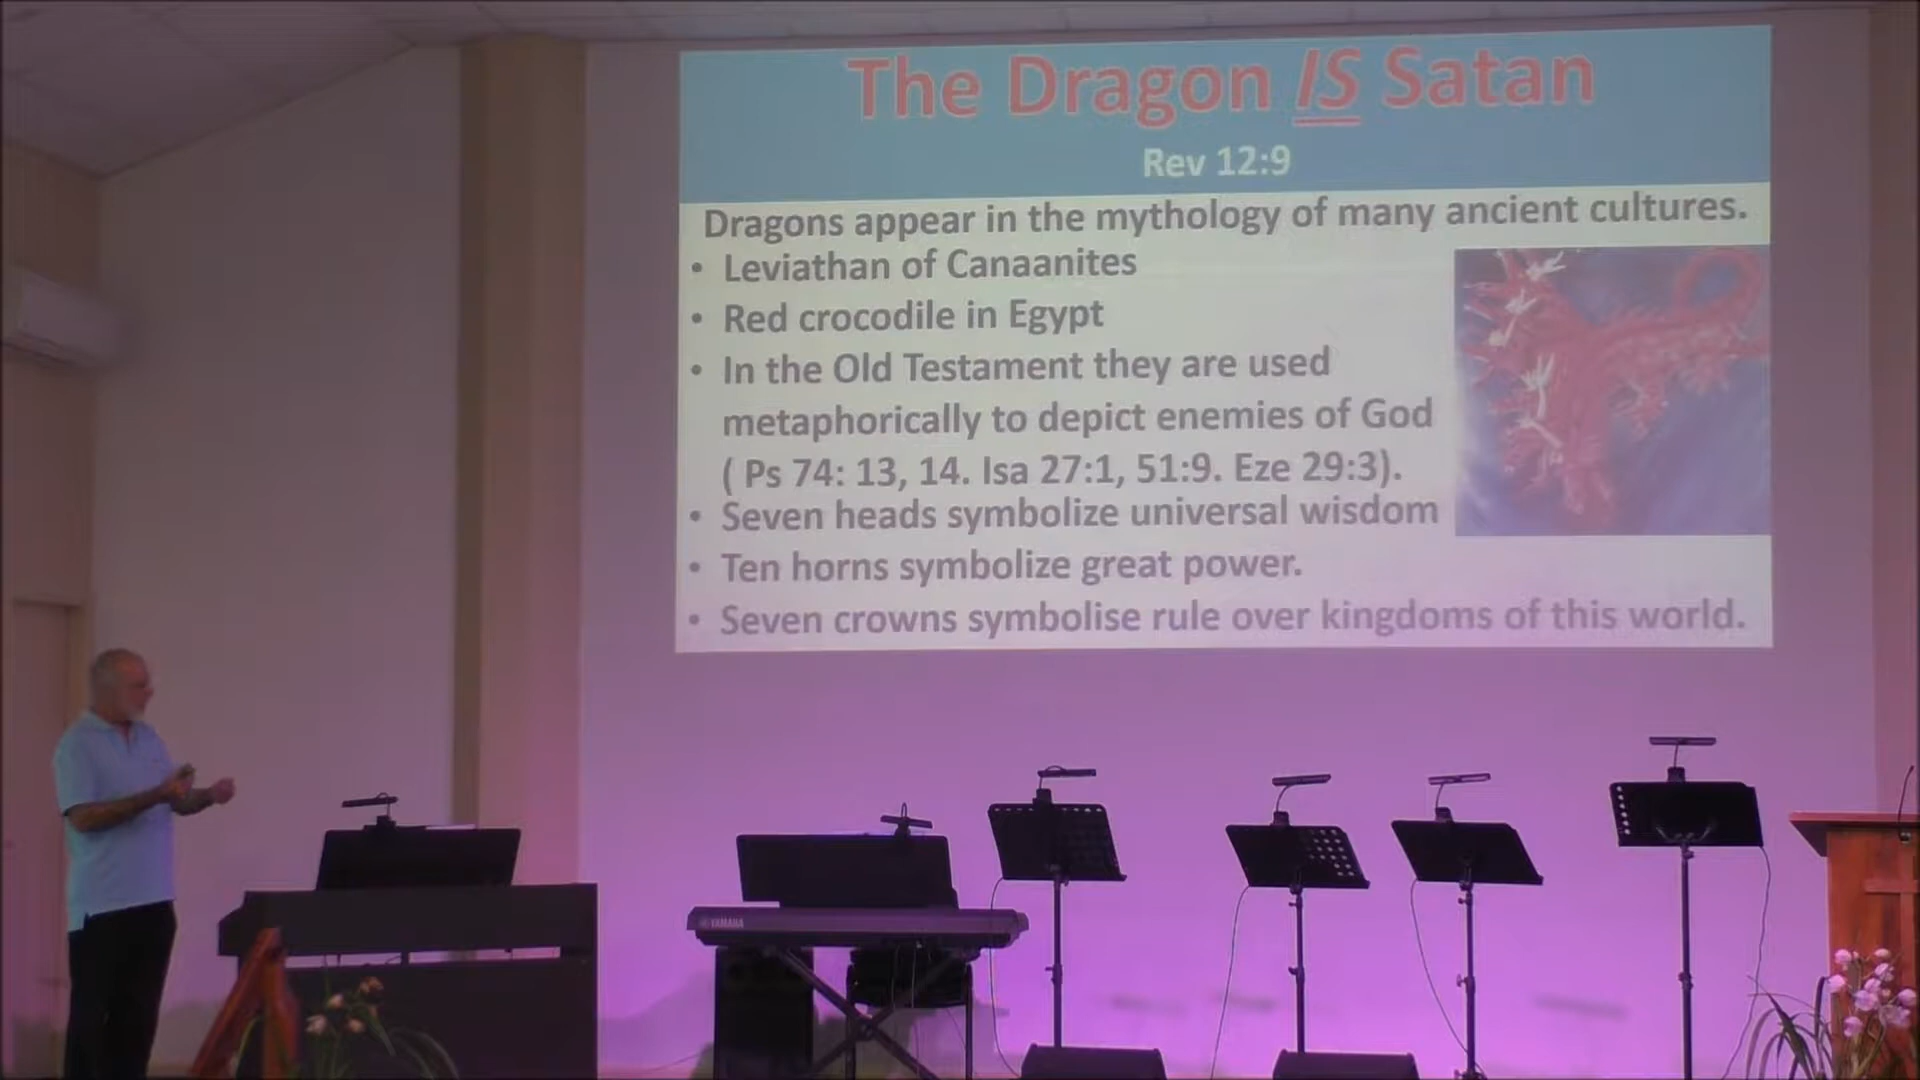 The Dragon IS Satan
Rev 12:9
Dragons appear in the mythology of many ancient cultures.
• Leviathan of Canaanites
• Red crocodile in Egypt
• In the Old Testament they are used
metaphorically to depict enemies of God
( Ps 74: 13, 14. Isa 27:1, 51:9. Eze 29:3).
• Seven heads symbolize universal wisdom
• Ten horns symbolize great power.
• Seven crowns symbolise rule over kingdoms of this world.
YAMAHA